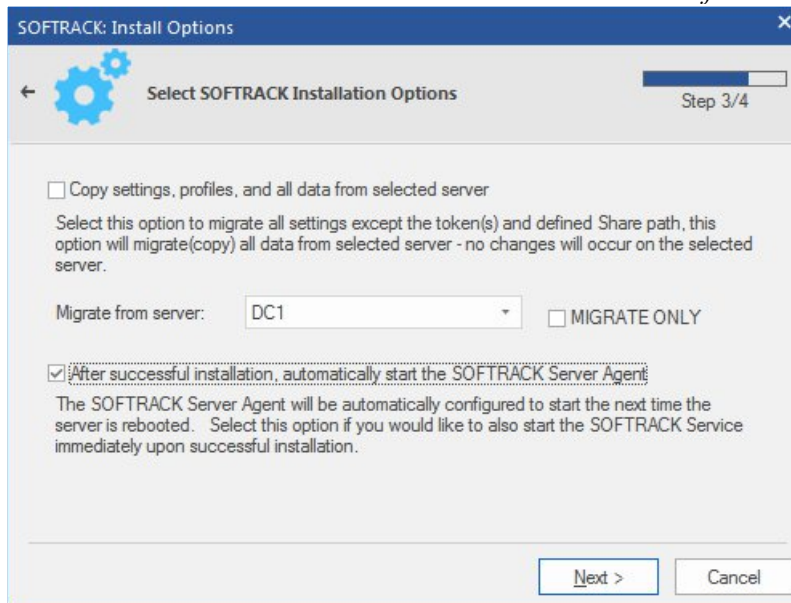 SOFTRACK: Install Options
Select SOFTRACK Installation Options
Step 3/4
Copy settings, profiles, and all data from selected server
Select this option to migrate all settings except the token(s) and defined Share path, this
option will migrate(copy) all data from selected server - no changes will occur on the selected
server.
Migrate from server:
DC1
MIGRATE ONLY
After successful installation, automatically start the SOFTRACK Server Agent
The SOFTRACK Server Agent will be automatically configured to start the next time the
server is rebooted.   Select this option if you would like to also start the SOFTRACK Service
immediately upon successful installation.
Next >
Cancel